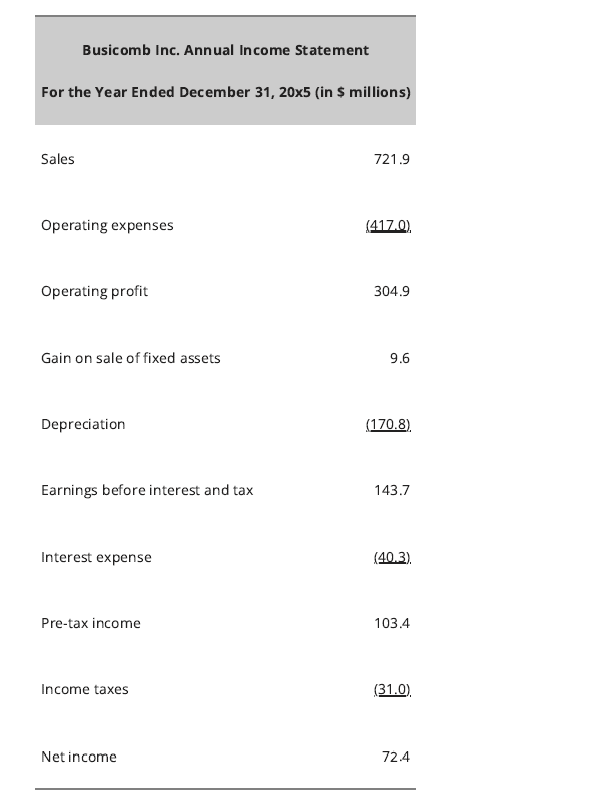 Busicomb Inc. Annual Income Statement
For the Year Ended December 31, 20x5 (in $ millions)
Sales 721.9
Operating expenses (417.0)
Operating profit 304.9
Gain on sale of fixed assets 9.6
Depreciation (170.8)
Earnings before interest and tax 143.7
Interest expense (40.3)
Pre-tax income 103.4
Income taxes (31.0)
Net income 72.4